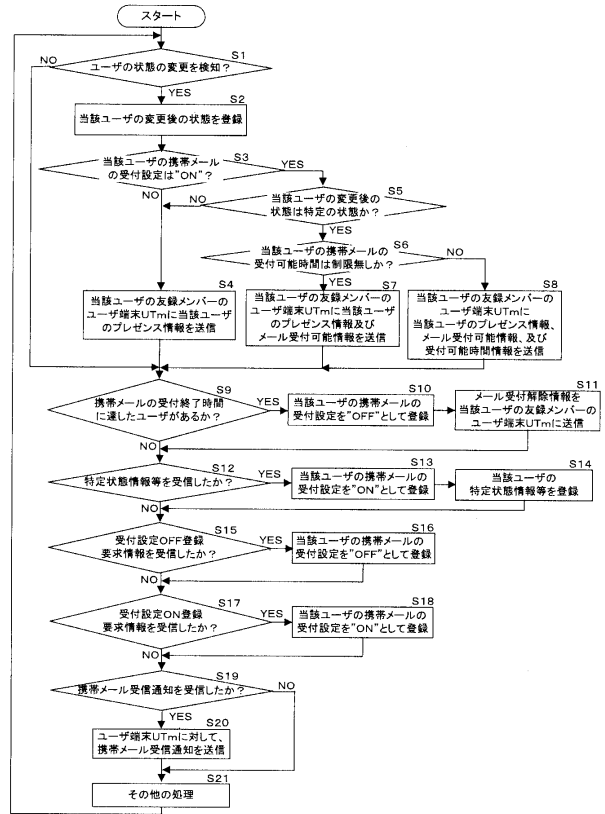 スタート
S1
NO
ユーザの状態の変更を検知？
YES
S2
当該ユーザの変更後の状態を登録
S3
当該ユーザの携帯メール
の受付設定は"ON"？
YES
NO
S5
NO
当該ユーザの変更後の
状態は特定の状態か？
YES
S6
当該ユーザの携帯メールの
受付可能時間は制限無しか？
NO
YES
S4
当該ユーザの友録メンバーの
ユーザ端末UTmに当該ユーザ
のプレゼンス情報を送信
S7
当該ユーザの友録メンバーの
ユーザ端末UTmに当該ユーザ
のプレゼンス情報及び
メール受付可能情報を送信
S8
当該ユーザの友録メンバーの
ユーザ端末UTmに
当該ユーザのプレゼンス情報、
メール受付可能情報、及び
受付可能時間情報を送信
S9
携帯メールの受付終了時間
に達したユーザがあるか？
YES
NO
S10
当該ユーザの携帯メールの
受付設定を"OFF"として登録
S11
メール受付解除情報を
当該ユーザの友録メンバーの
ユーザ端末UTmに送信
S12
特定状態情報等を受信したか？
YES
NO
S13
当該ユーザの携帯メールの
受付設定を"ON"として登録
S14
当該ユーザの
特定状態情報等を登録
S15
受付設定OFF登録
要求情報を受信したか？
YES
NO
S16
当該ユーザの携帯メールの
受付設定を"OFF"として登録
S17
受付設定ON登録
要求情報を受信したか？
YES
NO
S18
当該ユーザの携帯メールの
受付設定を"ON"として登録
S19
携帯メール受信通知を受信したか？
NO
YES
S20
ユーザ端末UTmに対して、
携帯メール受信通知を送信
S21
その他の処理